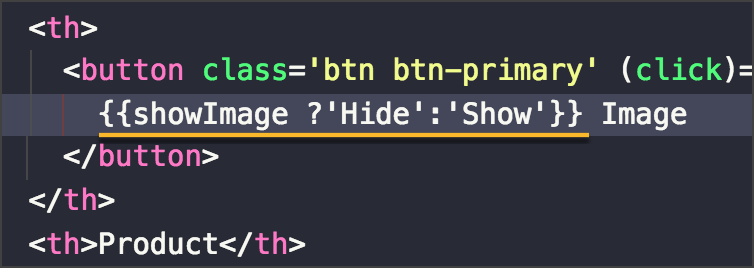 <th>
<button class='btn btn-primary' (click)=
{{showImage ?'Hide':'Show'}} Image
</button>
</th>
<th>Product</th>